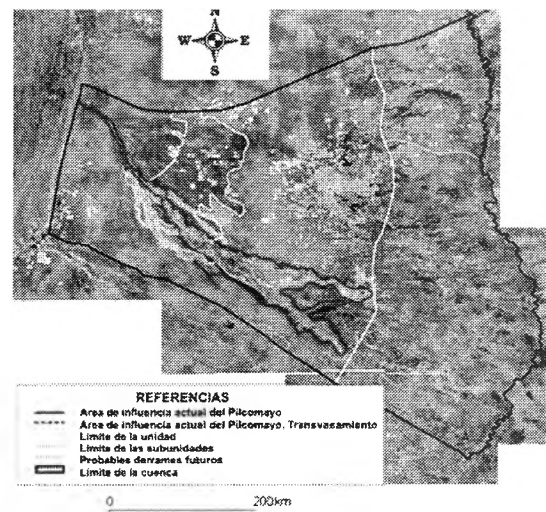 N
W E
S
REFERENCIAS
Area de influencia actual del Pilcomayo
Area de influencia actual del Pilcomayo. Transvasamiento
Limite de la unidad
Limite de las subunidades
Probables derrames futuros
Limite de la cuenca
0 200km